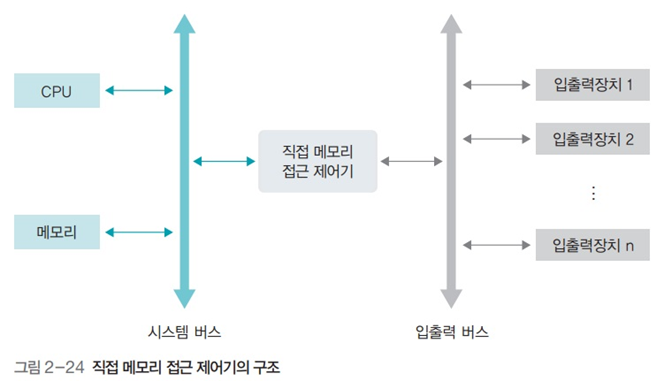 CPU
메모리
직접 메모리
접근 제어기
입출력장치 1
입출력장치 2
⋮
입출력장치 n
시스템 버스
입출력 버스
그림 2-24 직접 메모리 접근 제어기의 구조